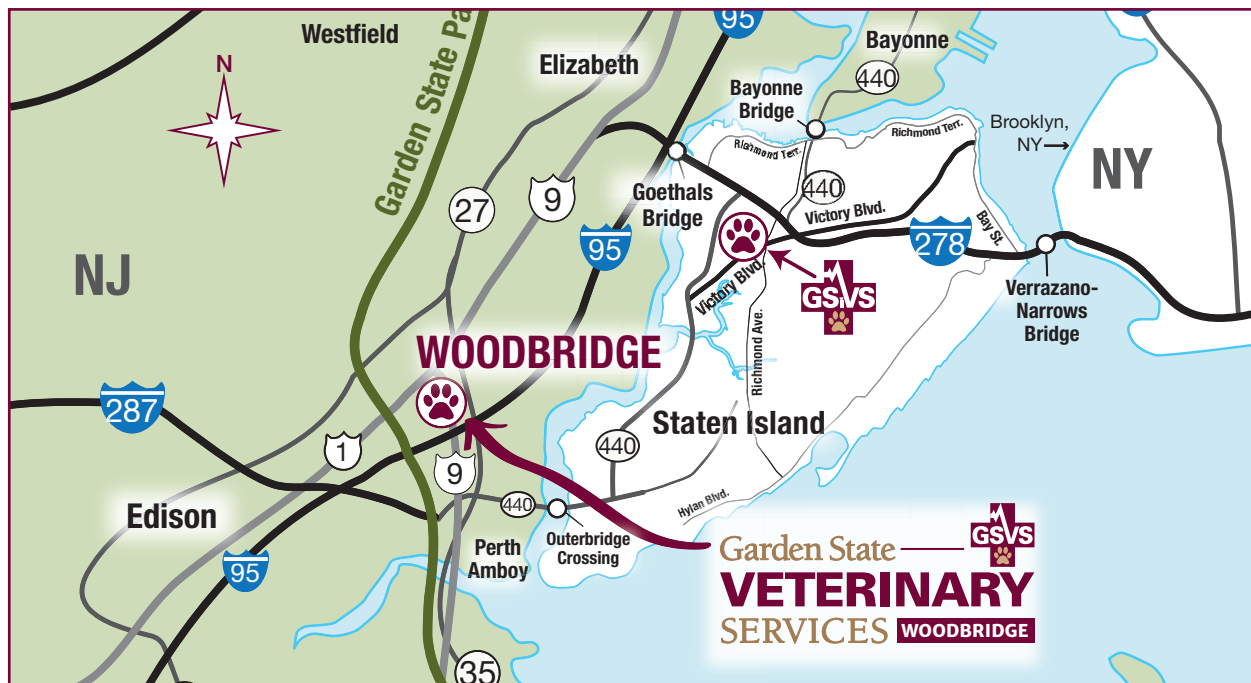 Westfield
Garden State Pa
95
Elizabeth
Bayonne
440
Bayonne
Bridge
N
Richmond Terr.
Richmond Terr.
Brooklyn,
NY
NY
Goethals
Bridge
440
27
9
95
Victory Blvd.
278
Bay St.
Victory Blvd.
GSiVS
Verrazano-
Narrows
Bridge
NJ
WOODBRIDGE
Richmond Ave.
287
Staten Island
1
9
440
Edison
440
Outerbridge
Crossing
Hylan Blvd.
Perth
Amboy
95
35
Garden State
GSVS
VETERINARY
SERVICES WOODBRIDGE